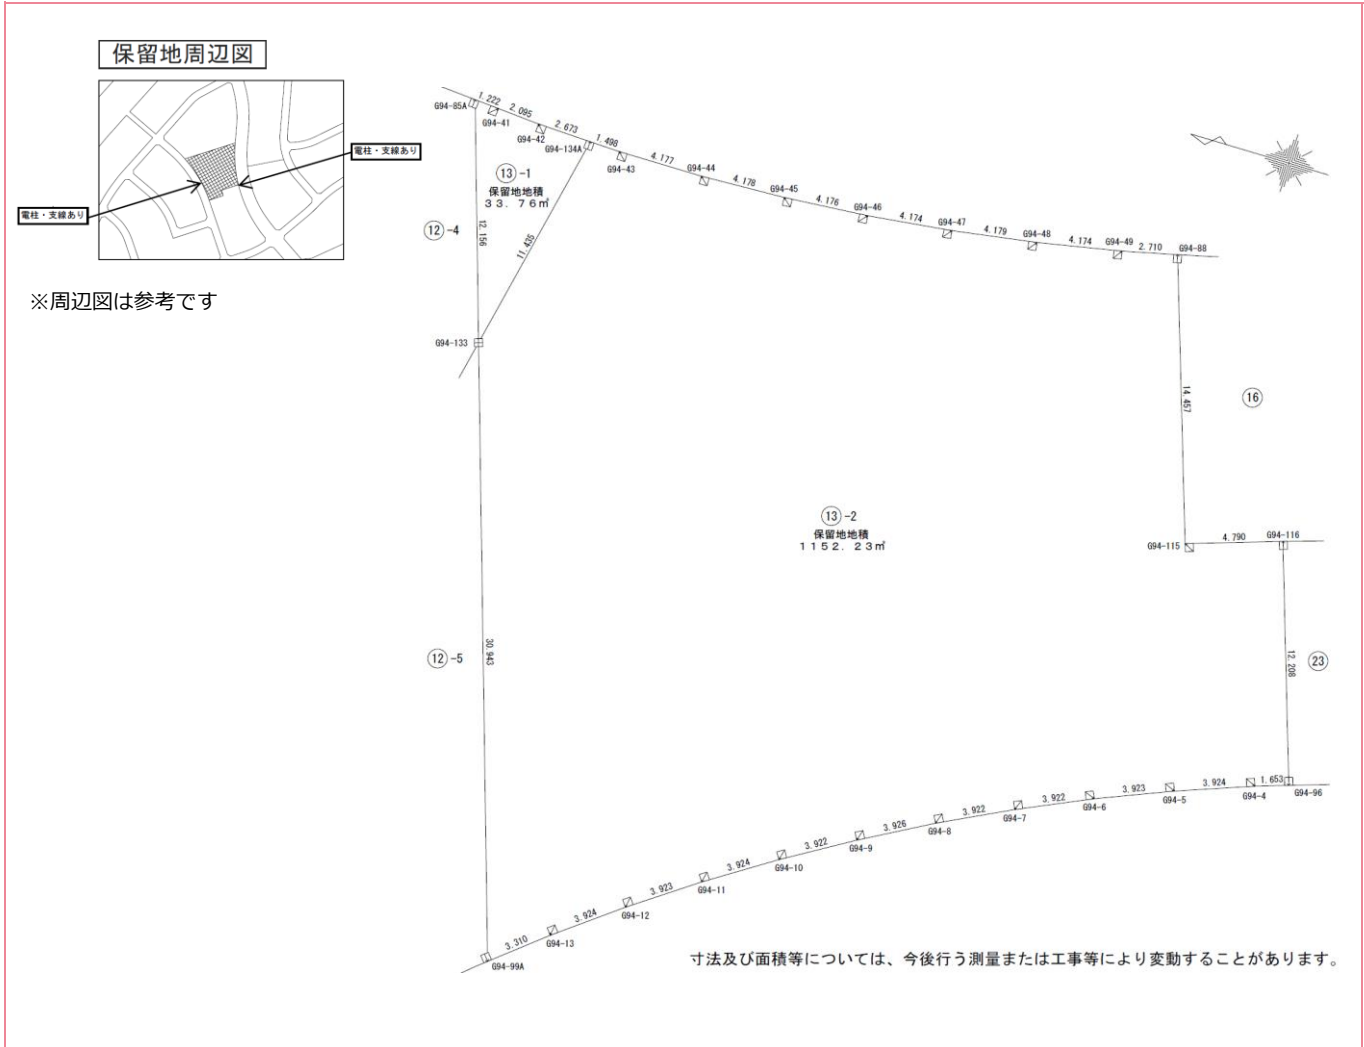 保留地周辺図
電柱・支線あり
電柱・支線あり
※周辺図は参考です
G94-85A
1.222
G94-41
2.095
G94-42
2.673
G94-134A
1.498
G94-43
4.177
G94-44
4.178
G94-45
4.176
G94-46
4.174
G94-47
4.179
G94-48
4.174
G94-49
2.710
G94-88
⑬-1
保留地地積
33.76㎡
⑫-4
12.156
11.435
G94-133
14.457
⑯
⑬-2
保留地地積
1152.23㎡
G94-115
4.790
G94-116
⑫-5
30.943
12.208
㉓
G94-99A
3.310
G94-13
3.924
G94-12
3.923
G94-11
3.924
G94-10
3.922
G94-9
3.926
G94-8
3.922
G94-7
3.922
G94-6
3.923
G94-5
3.924
G94-4
1.653
G94-96
寸法及び面積等については、今後行う測量または工事等により変動することがあります。